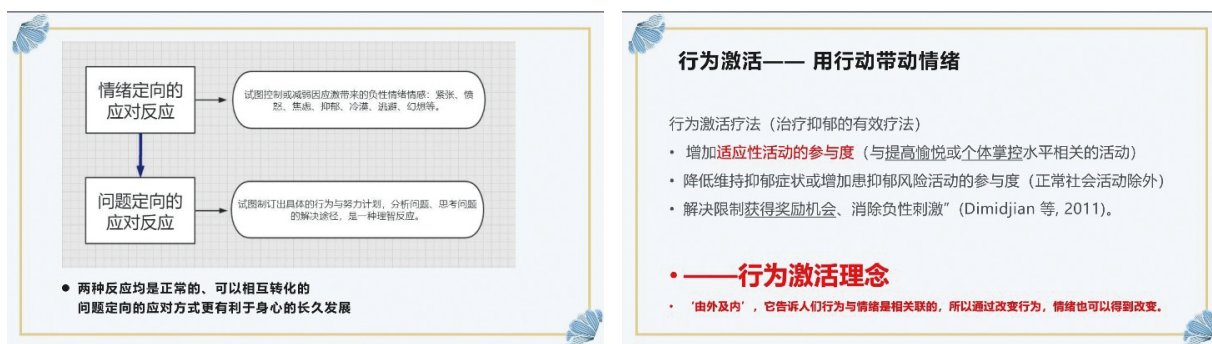 情绪定向的
应对反应
试图控制或减弱因应激带来的负性情绪情感：紧张、愤
怒、焦虑、抑郁、冷漠、逃避、幻想等。
问题定向的
应对反应
试图制订出具体的行为与努力计划，分析问题、思考问题
的解决途径，是一种理智反应。
● 两种反应均是正常的、可以相互转化的
问题定向的应对方式更有利于身心的长久发展
行为激活—— 用行动带动情绪
行为激活疗法（治疗抑郁的有效疗法）
• 增加适应性活动的参与度（与提高愉悦或个体掌控水平相关的活动）
• 降低维持抑郁症状或增加患抑郁风险活动的参与度（正常社会活动除外）
• 解决限制获得奖励机会、消除负性刺激”(Dimidjian 等, 2011)。
• ——行为激活理念
• ‘由外及内’，它告诉人们行为与情绪是相关联的，所以通过改变行为，情绪也可以得到改变。